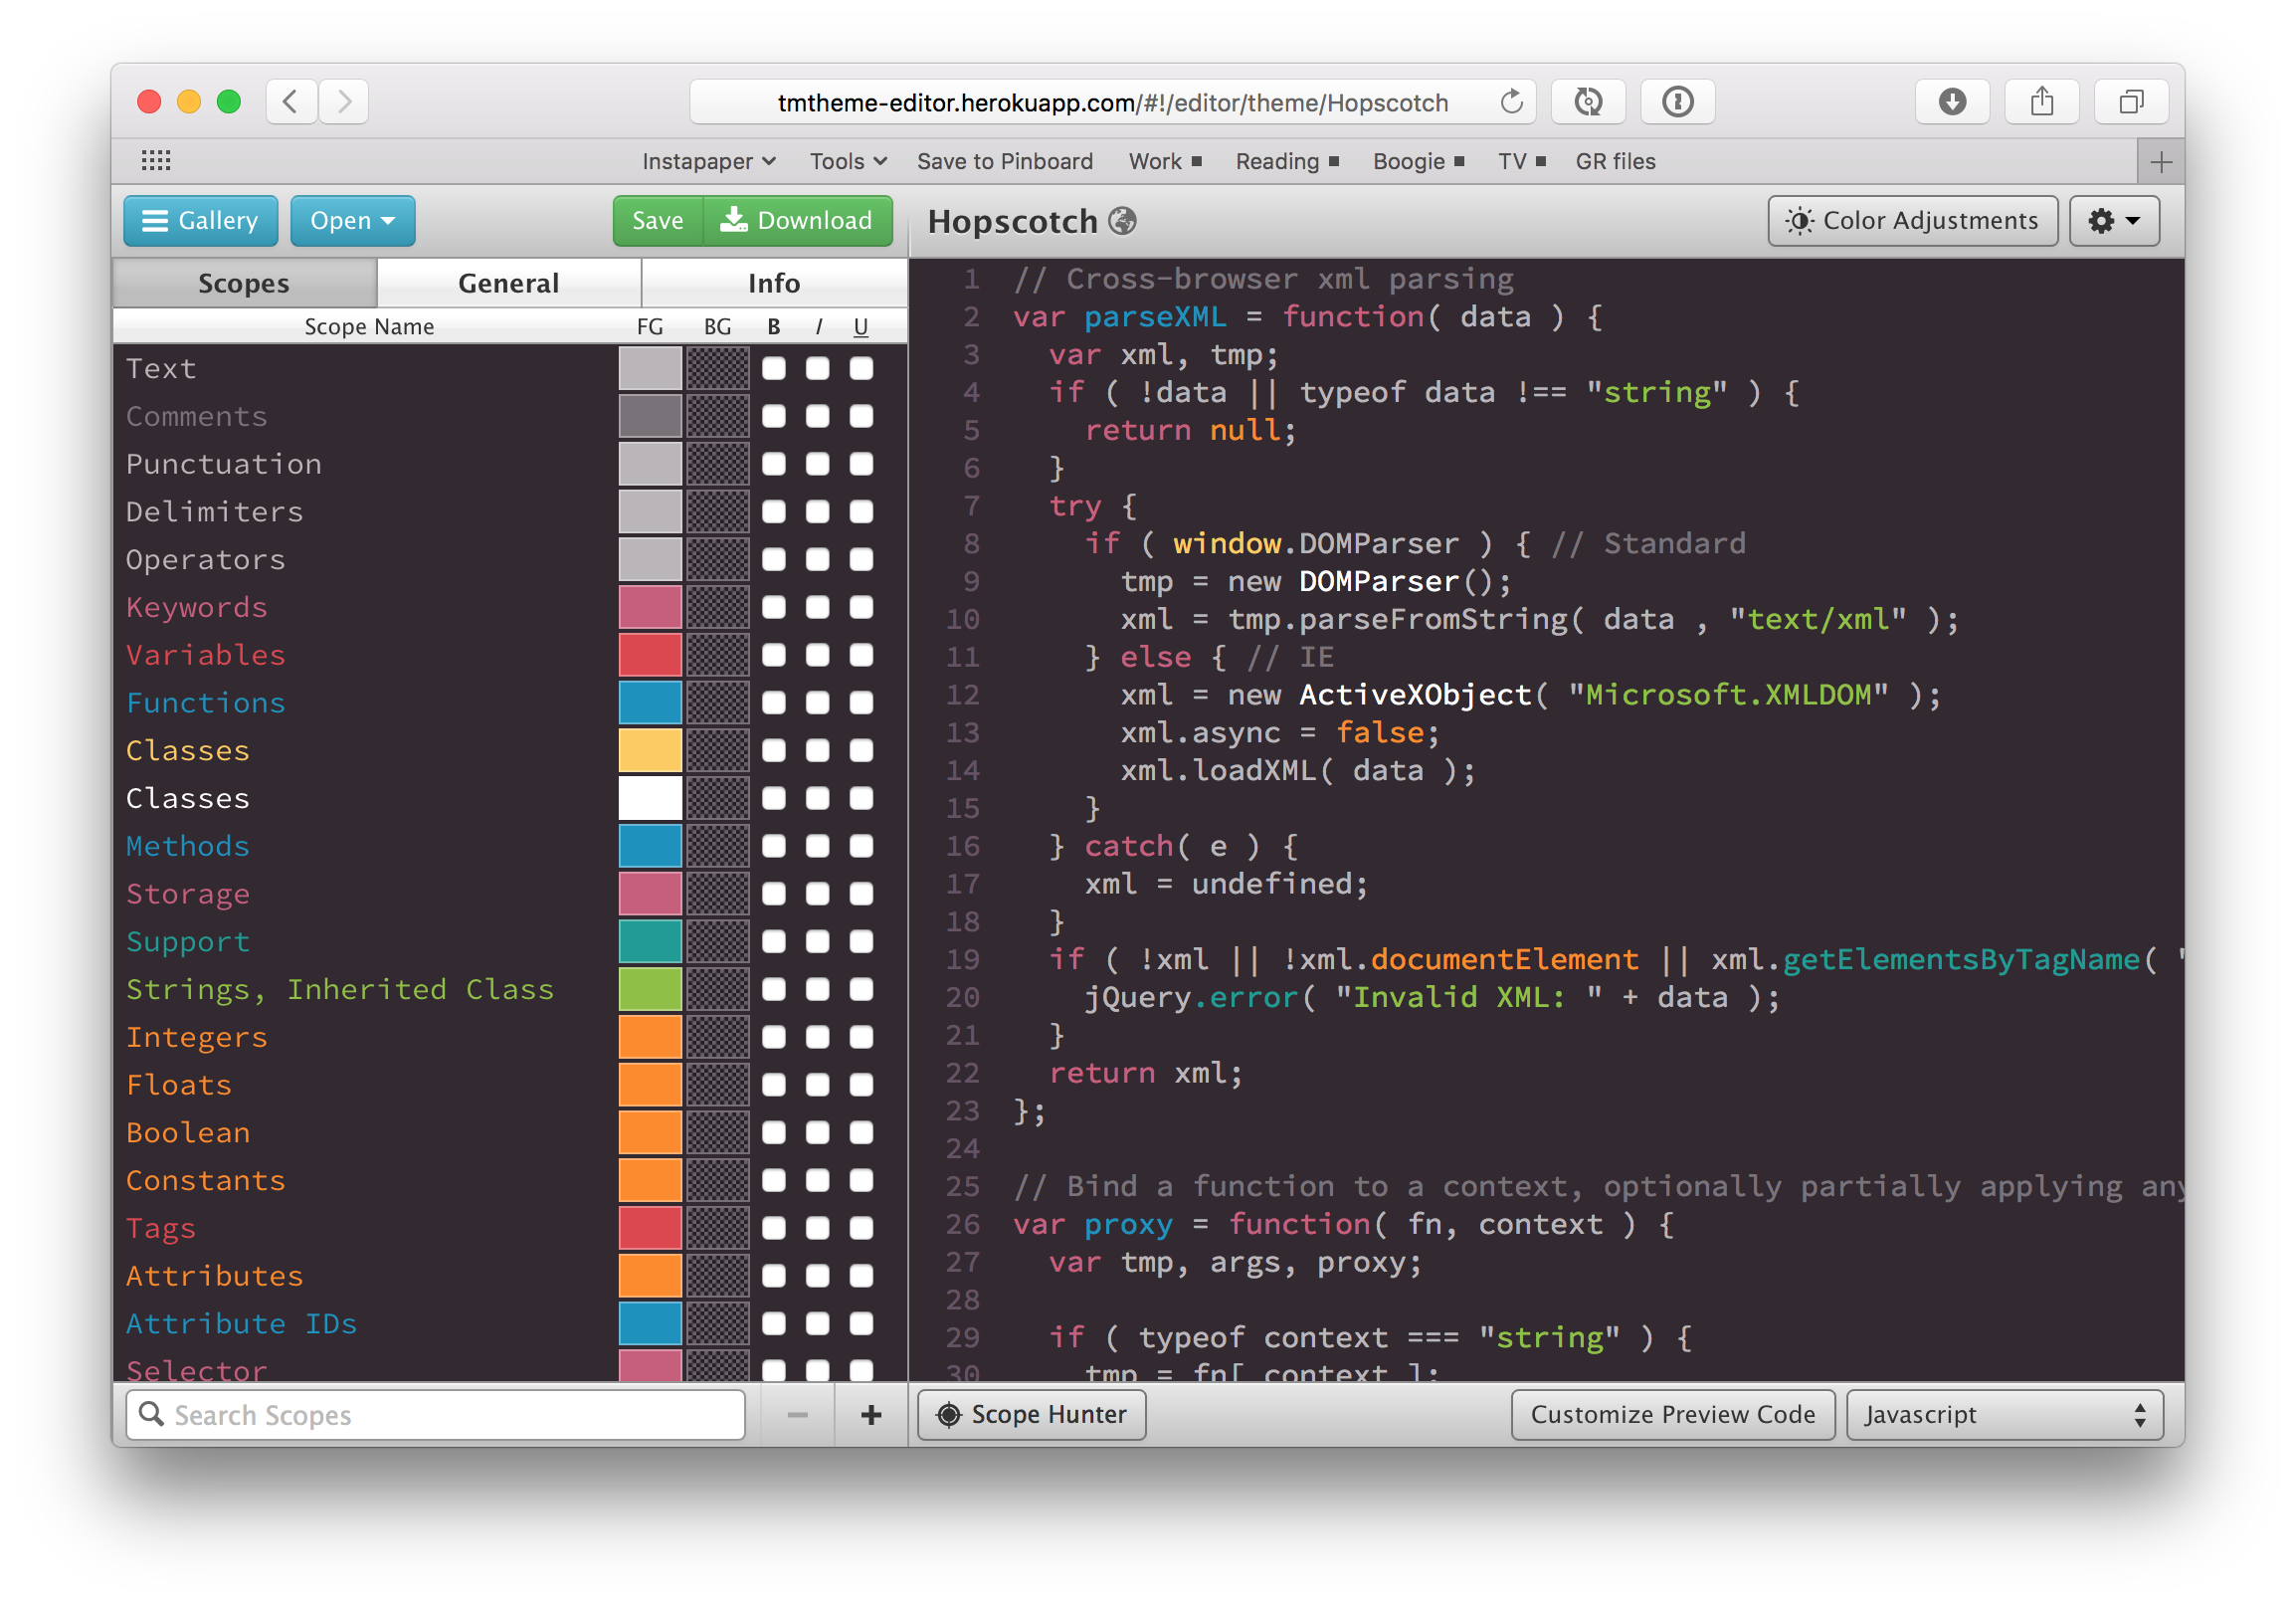 tmtheme-editor.herokuapp.com/#!/editor/theme/Hopscotch
Instapaper Tools Save to Pinboard Work Reading Boogie TV GR files
Gallery Open Save Download
Hopscotch Color Adjustments
Scopes General Info
Scope Name FG BG B I U
Text
Comments
Punctuation
Delimiters
Operators
Keywords
Variables
Functions
Classes
Classes
Methods
Storage
Support
Strings, Inherited Class
Integers
Floats
Boolean
Constants
Tags
Attributes
Attribute IDs
Selector
Search Scopes
1 // Cross-browser xml parsing
2 var parseXML = function( data ) {
3 var xml, tmp;
4 if ( !data || typeof data !== "string" ) {
5 return null;
6 }
7 try {
8 if ( window.DOMParser ) { // Standard
9 tmp = new DOMParser();
10 xml = tmp.parseFromString( data , "text/xml" );
11 } else { // IE
12 xml = new ActiveXObject( "Microsoft.XMLDOM" );
13 xml.async = false;
14 xml.loadXML( data );
15 }
16 } catch( e ) {
17 xml = undefined;
18 }
19 if ( !xml || !xml.documentElement || xml.getElementsByTagName( "
20 jQuery.error( "Invalid XML: " + data );
21 }
22 return xml;
23 };
24
25 // Bind a function to a context, optionally partially applying any
26 var proxy = function( fn, context ) {
27 var tmp, args, proxy;
28
29 if ( typeof context === "string" ) {
30 tmp = fn[ context ];
Scope Hunter Customize Preview Code Javascript